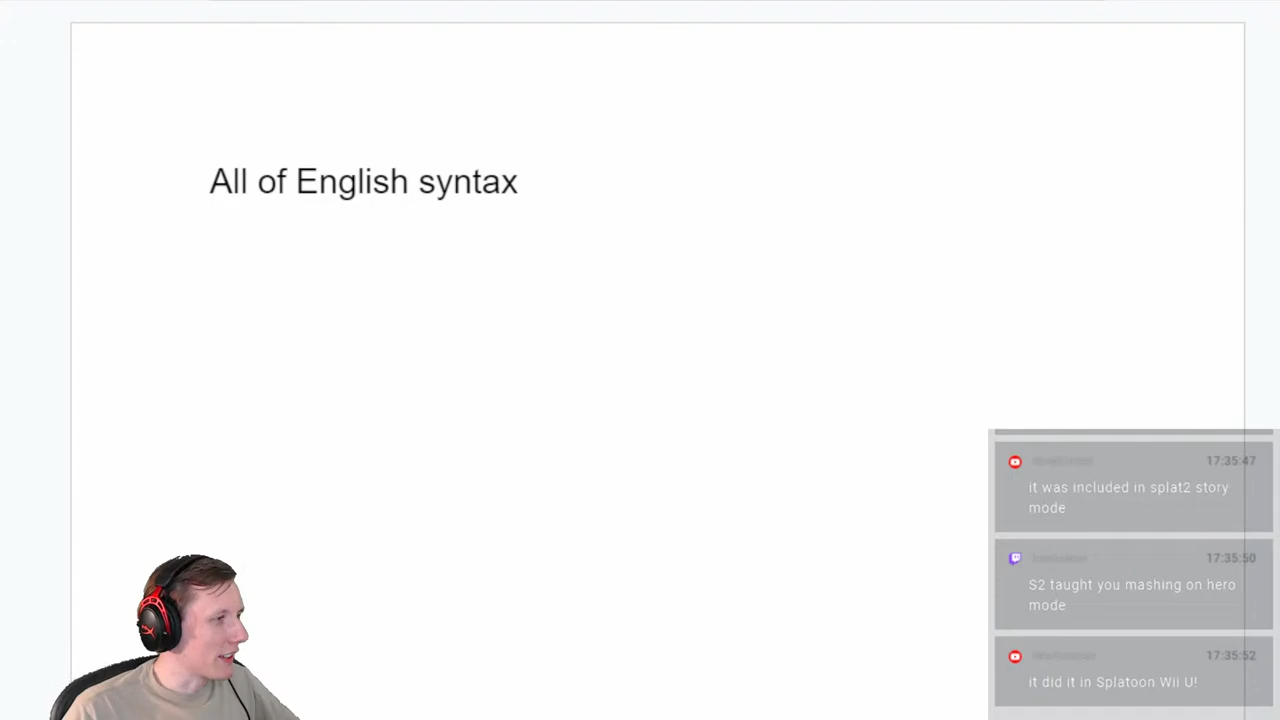 All of English syntax
17:35:47
it was included in splat2 story
mode
17:35:50
S2 taught you mashing on hero
mode
17:35:52
it did it in Splatoon Wii U!